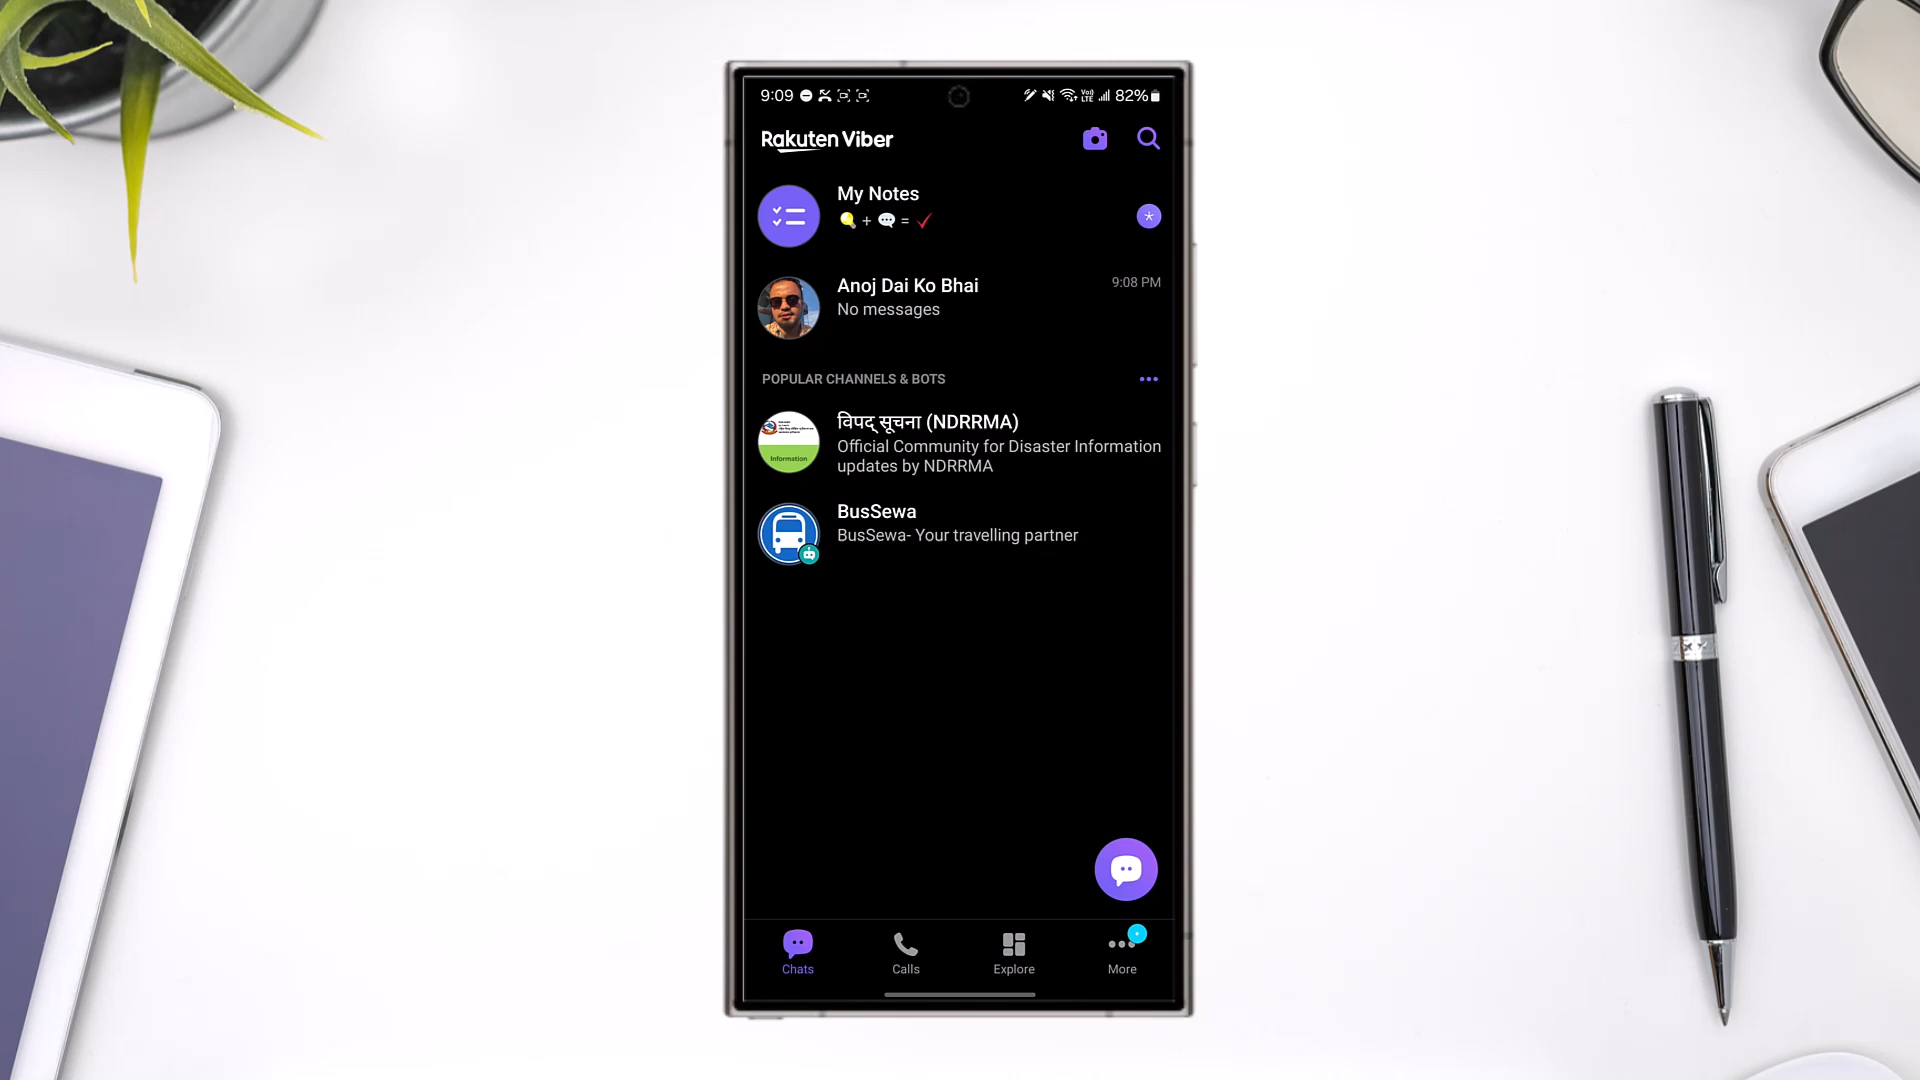 9:09
82%
Rakuten Viber
My Notes
+ = 
Anoj Dai Ko Bhai
9:08 PM
No messages
POPULAR CHANNELS & BOTS
विपद् सूचना (NDRRMA)
Official Community for Disaster Information
updates by NDRRMA
Information
BusSewa
BusSewa- Your travelling partner
Chats
Calls
Explore
More